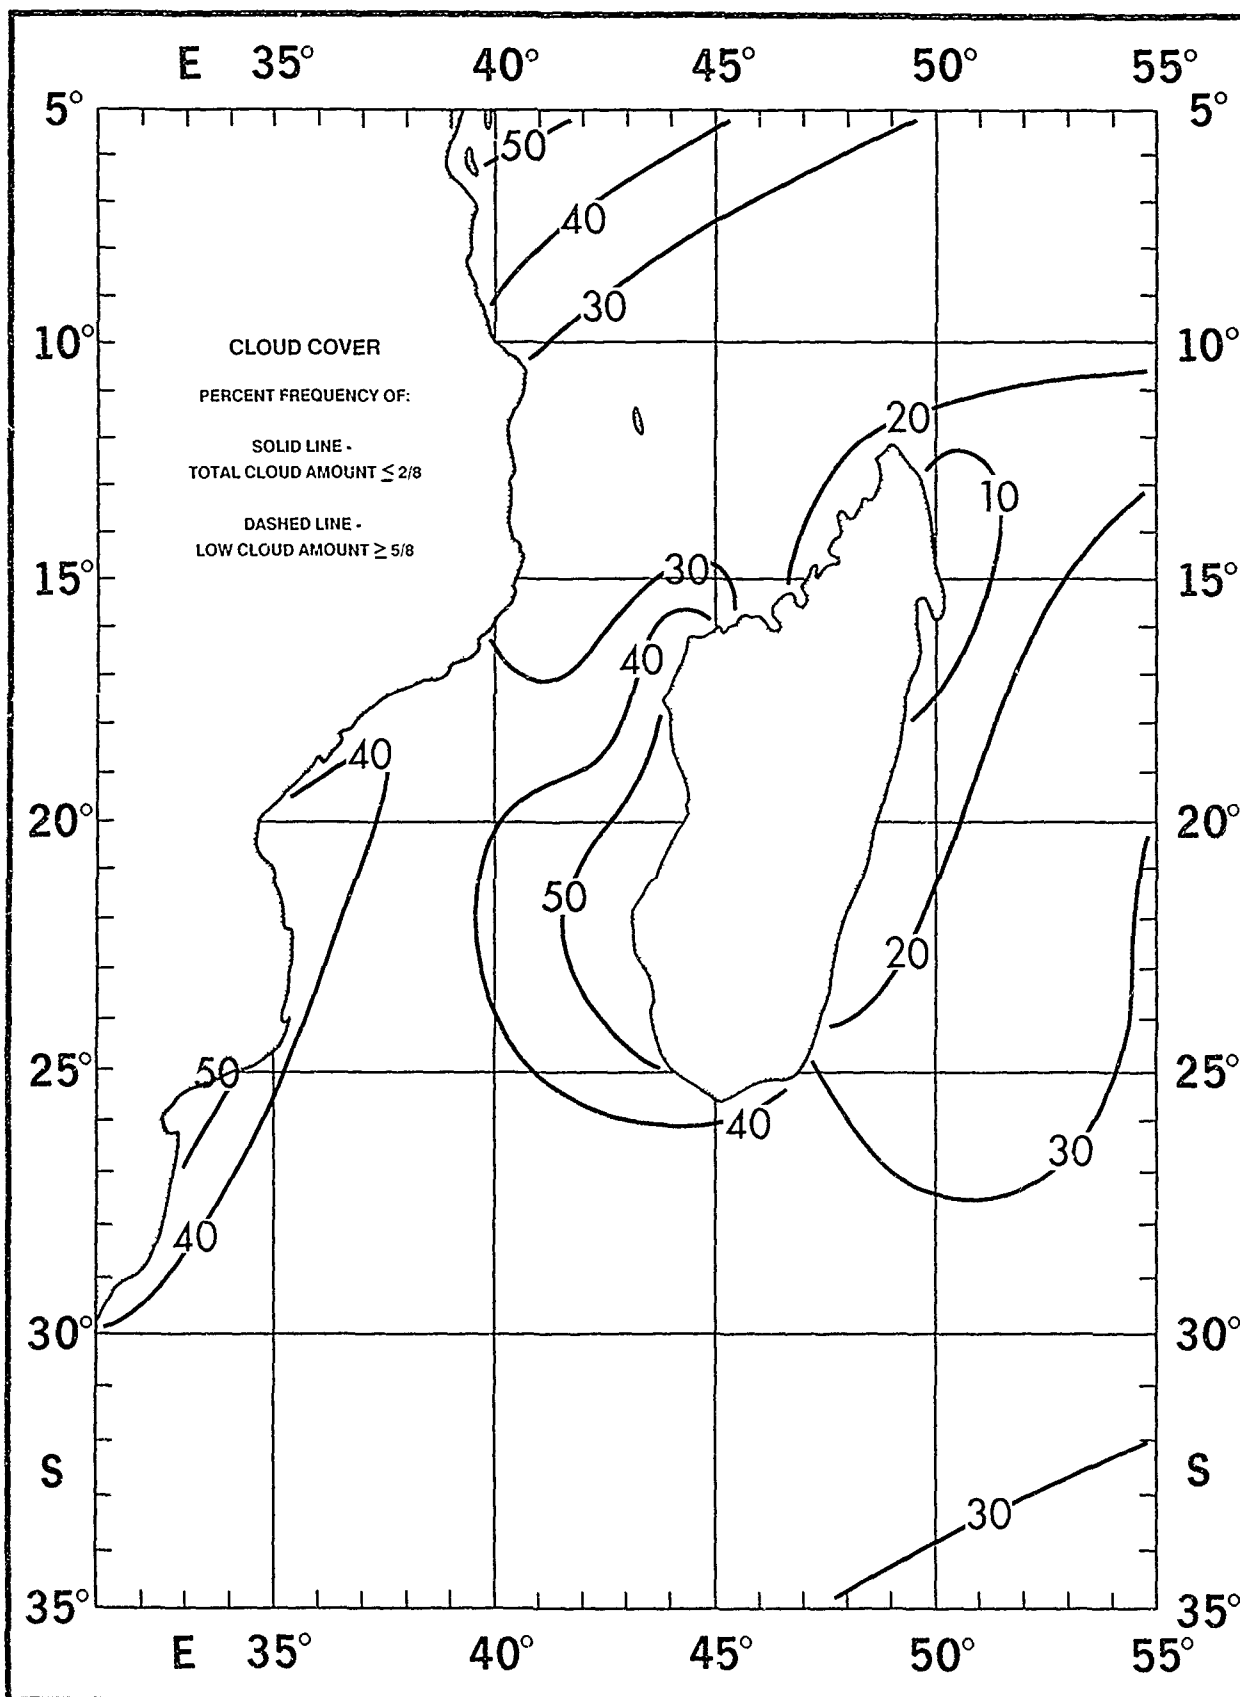 E 35° 40° 45° 50° 55°
5° 5°
50
40
30
10° 10°
CLOUD COVER
PERCENT FREQUENCY OF:
SOLID LINE -
TOTAL CLOUD AMOUNT ≤ 2/8
DASHED LINE -
LOW CLOUD AMOUNT ≥ 5/8
20
10
15° 30 15°
40
40
20° 20°
50
20
25° 50 25°
40
30
40
30° 30°
S S
30
35° 35°
E 35° 40° 45° 50° 55°